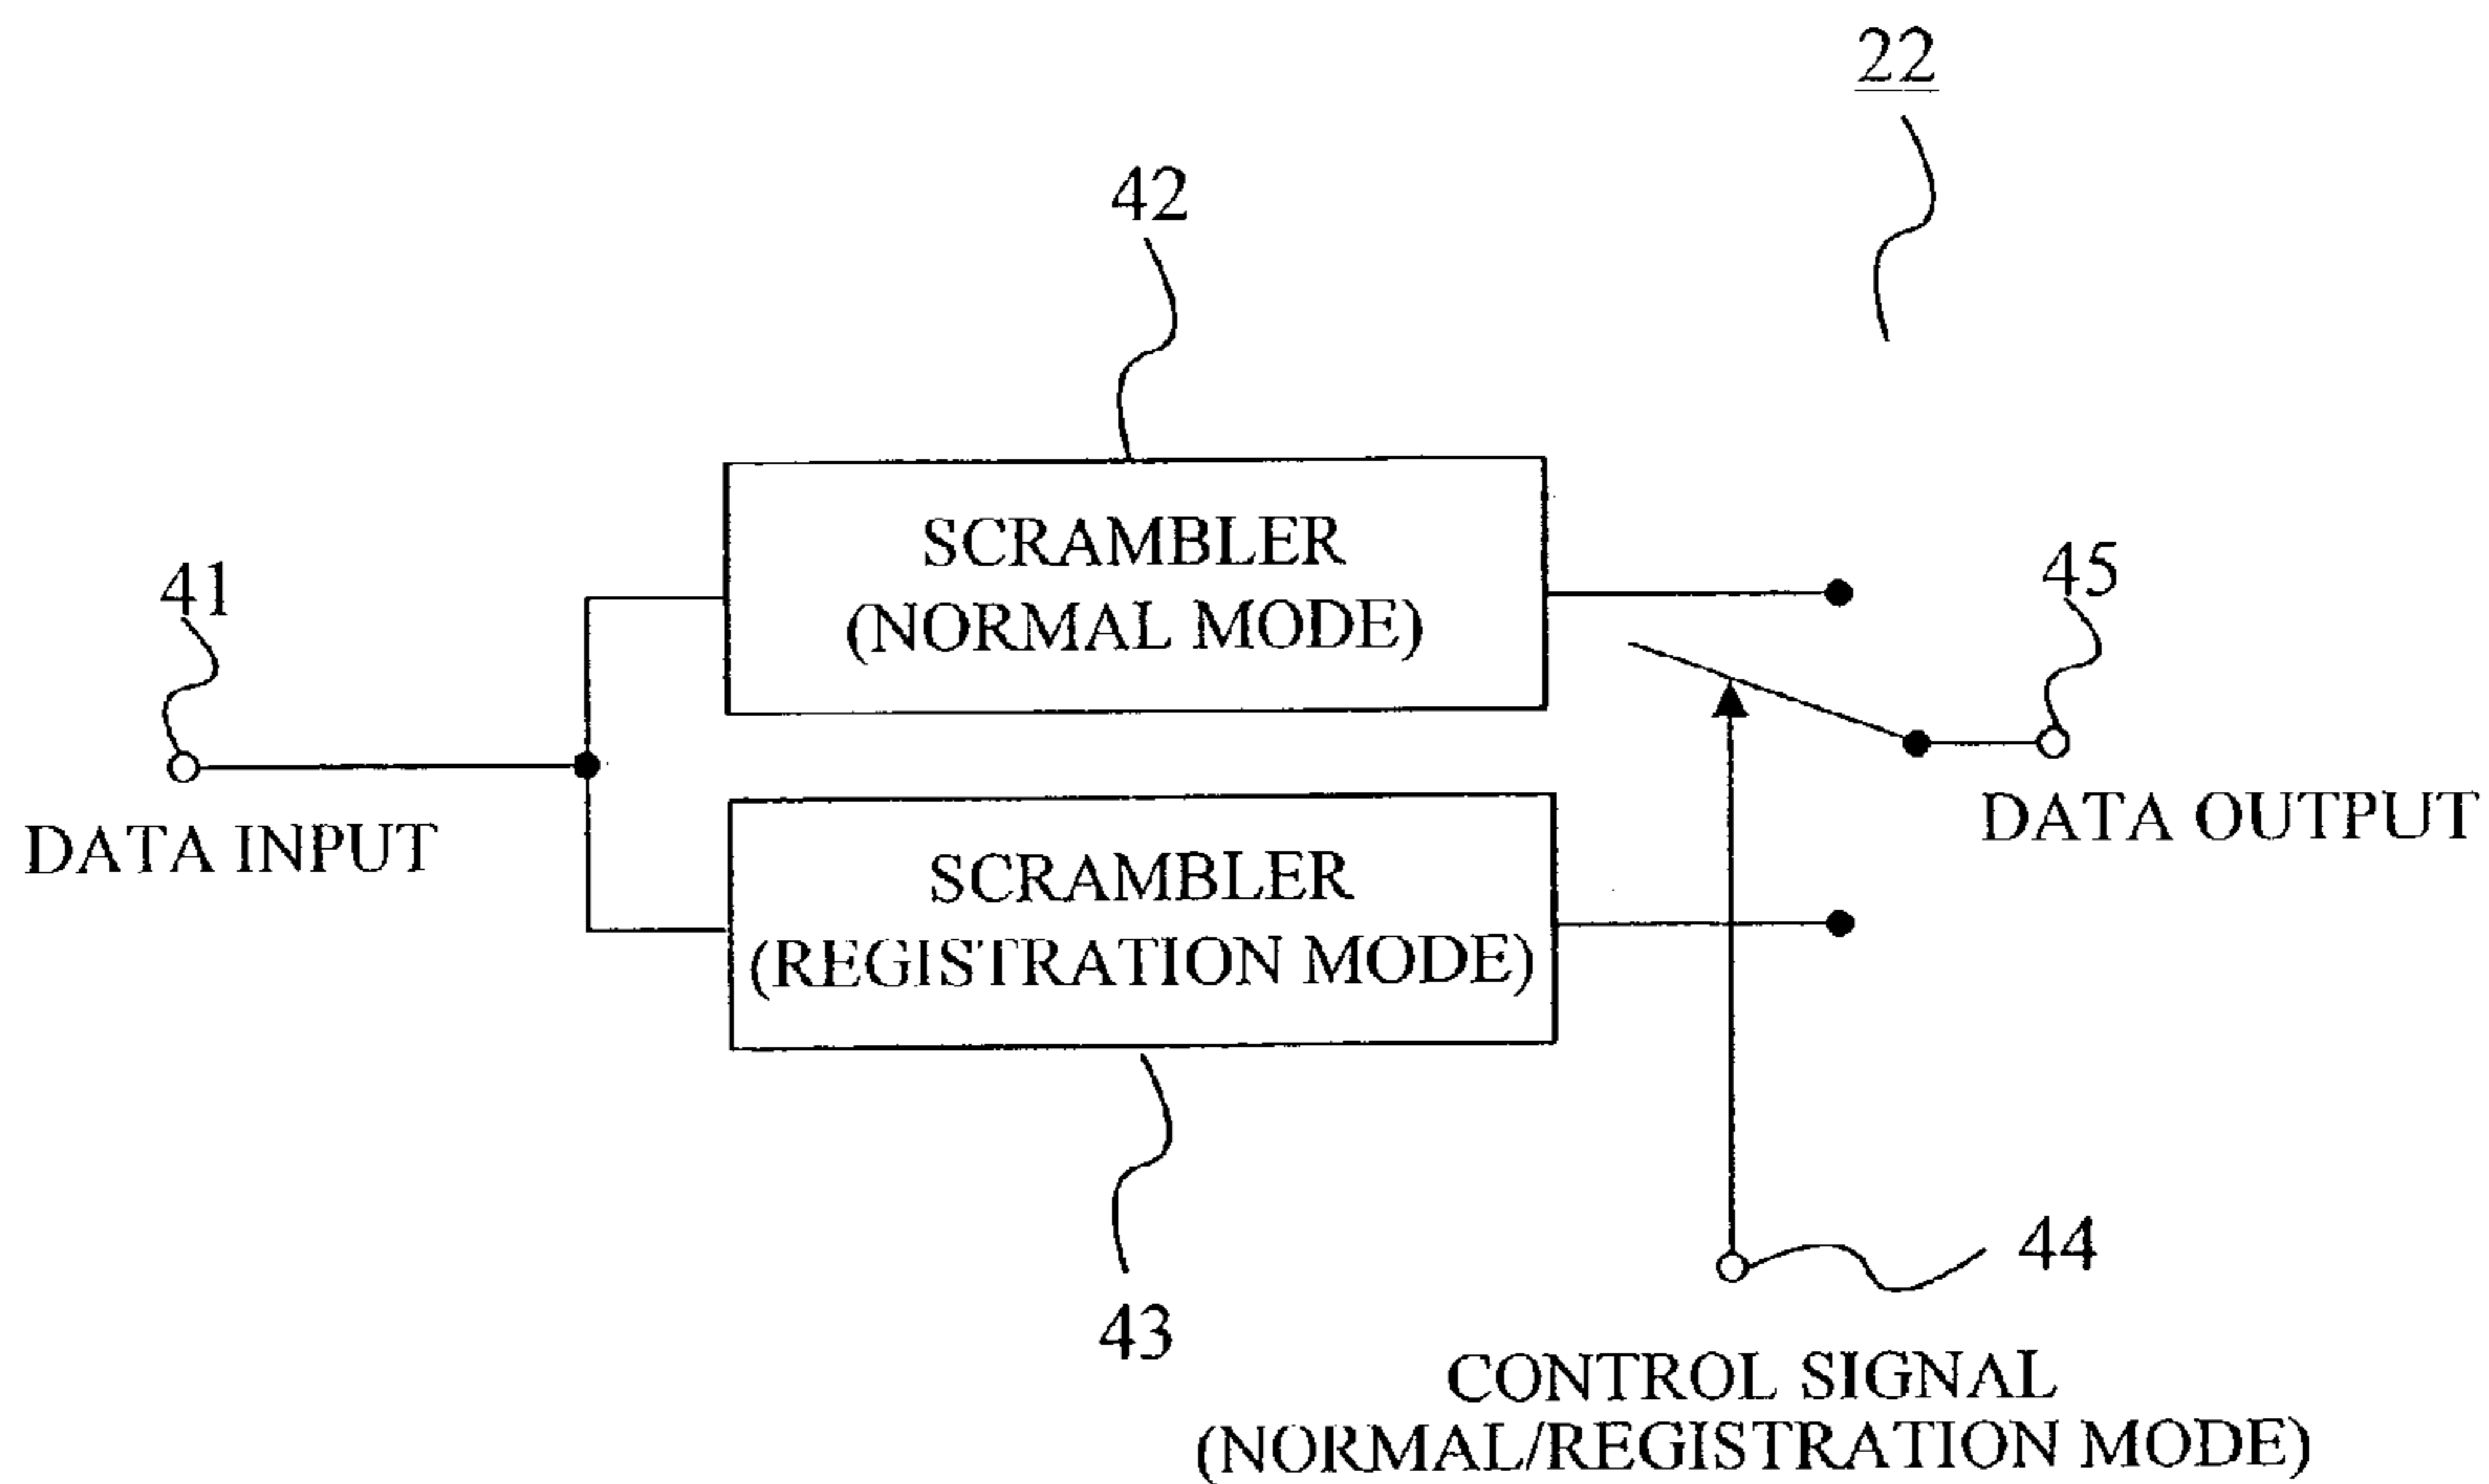 22
42
SCRAMBLER
(NORMAL MODE)
41
45
DATA INPUT
DATA OUTPUT
SCRAMBLER
(REGISTRATION MODE)
44
43
CONTROL SIGNAL
(NORMAL/REGISTRATION MODE)